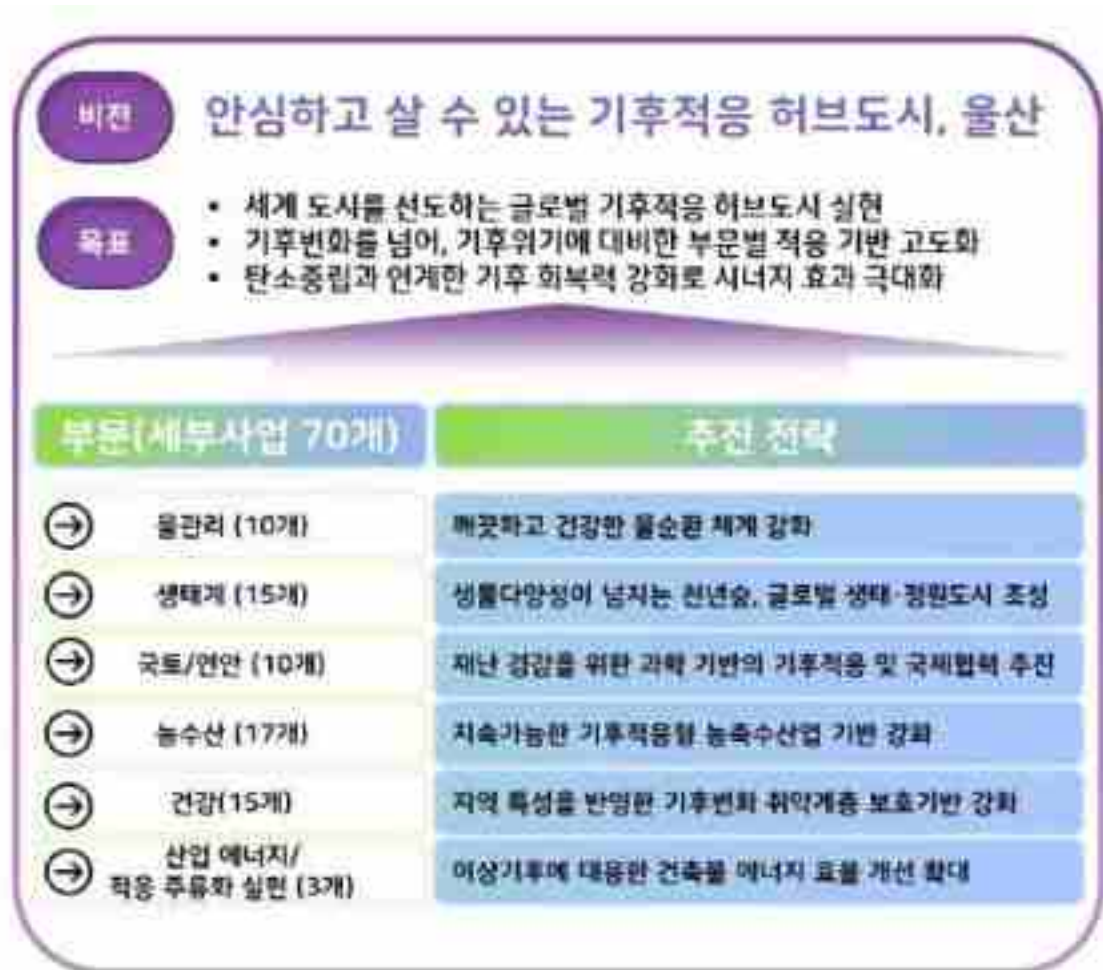 비전
안심하고 살 수 있는 기후적응 허브도시, 울산
목표
• 세계 도시를 선도하는 글로벌 기후적응 허브도시 실현
• 기후변화를 넘어, 기후위기에 대비한 부문별 적응 기반 고도화
• 탄소중립과 연계한 기후 회복력 강화로 시너지 효과 극대화
부문(세부사업 70개)
추진 전략
물관리 (10개)
깨끗하고 건강한 물순환 체계 강화
생태계 (15개)
생물다양성이 넘치는 천년숲, 글로벌 생태·정원도시 조성
국토/연안 (10개)
재난 경감을 위한 과학 기반의 기후적응 및 국제협력 추진
농수산 (17개)
지속가능한 기후적응형 농축수산업 기반 강화
건강(15개)
지역 특성을 반영한 기후변화 취약계층 보호기반 강화
산업 에너지/
적응 주류화 실현 (3개)
이상기후에 대응한 건축물 에너지 효율 개선 확대